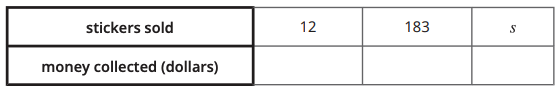 stickers sold 12 183 s
money collected (dollars)